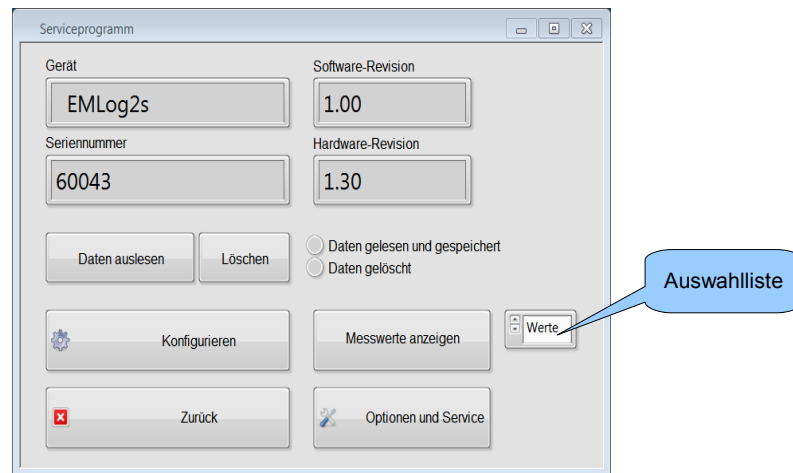 Serviceprogramm
Gerät
Software-Revision
EMLog2s
1.00
Seriennummer
Hardware-Revision
60043
1.30
Daten auslesen
Löschen
Daten gelesen und gespeichert
Daten gelöscht
Auswahlliste
Konfigurieren
Messwerte anzeigen
Werte
Zurück
Optionen und Service